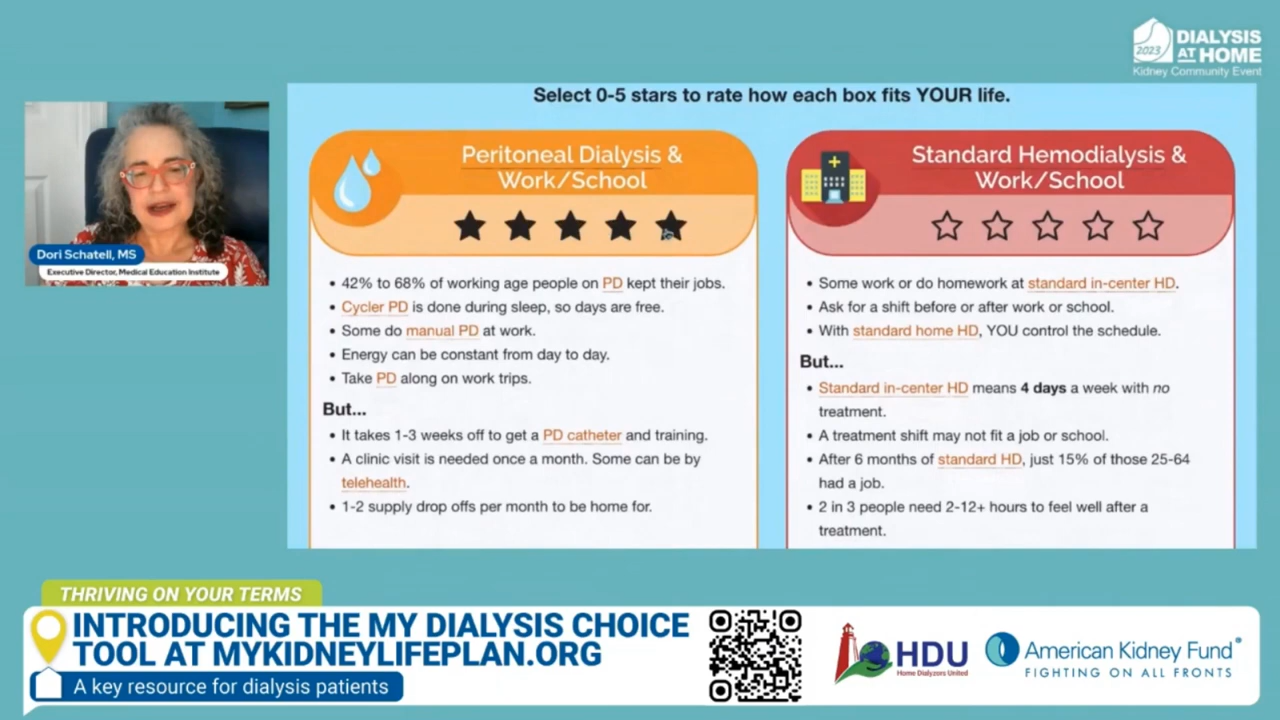 2023
DIALYSIS
AT HOME
Kidney Community Event
Select 0-5 stars to rate how each box fits YOUR life.
Dori Schatell, MS
Executive Director, Medical Education Institute
Peritoneal Dialysis &
Work/School
• 42% to 68% of working age people on PD kept their jobs.
• Cycler PD is done during sleep, so days are free.
• Some do manual PD at work.
• Energy can be constant from day to day.
• Take PD along on work trips.
But...
• It takes 1-3 weeks off to get a PD catheter and training.
• A clinic visit is needed once a month. Some can be by
telehealth.
• 1-2 supply drop offs per month to be home for.
Standard Hemodialysis &
Work/School
• Some work or do homework at standard in-center HD.
• Ask for a shift before or after work or school.
• With standard home HD, YOU control the schedule.
But...
• Standard in-center HD means 4 days a week with no
treatment.
• A treatment shift may not fit a job or school.
• After 6 months of standard HD, just 15% of those 25-64
had a job.
• 2 in 3 people need 2-12+ hours to feel well after a
treatment.
THRIVING ON YOUR TERMS
INTRODUCING THE MY DIALYSIS CHOICE
TOOL AT MYKIDNEYLIFEPLAN.ORG
A key resource for dialysis patients
HDU
Home Dialyzors United
American Kidney Fund®
FIGHTING ON ALL FRONTS